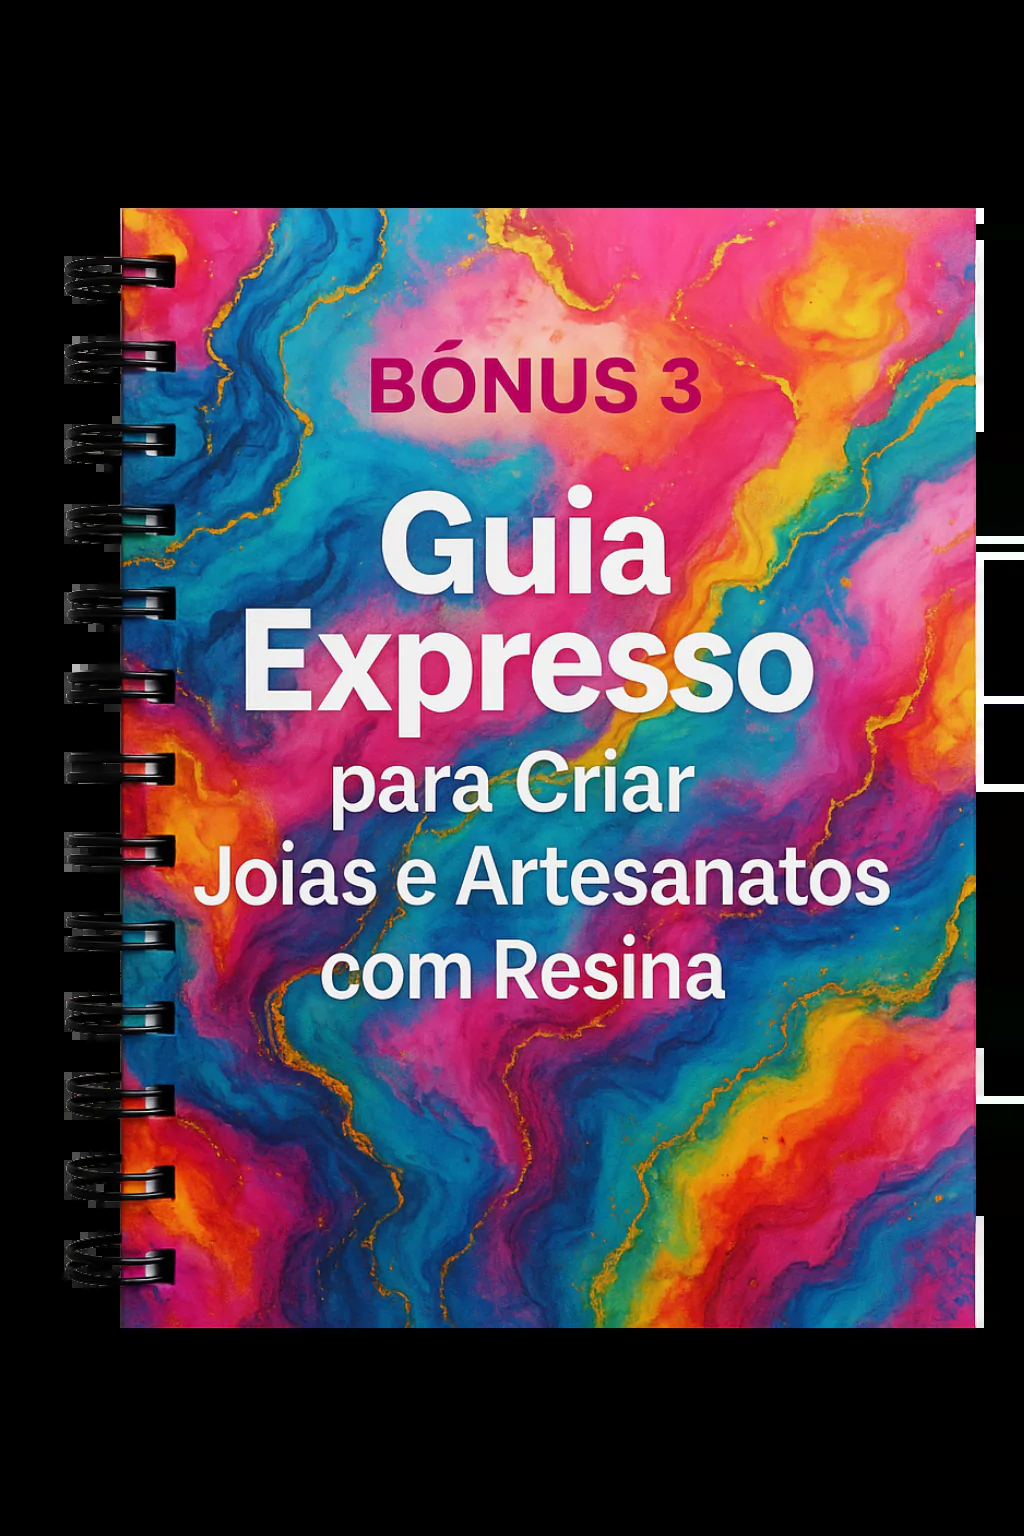 BÓNUS 3
Guia
Expresso
para Criar
Joias e Artesanatos
com Resina